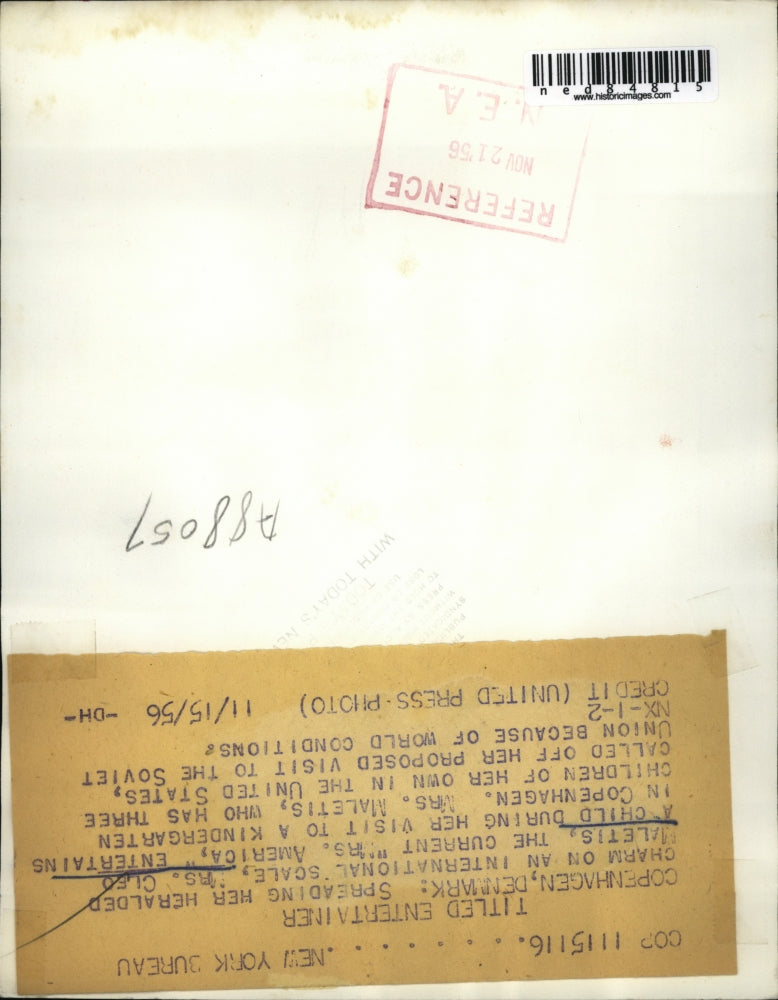 ned84815
www.historicimages.com
REFERENCE
NOV 21 '56
N.E.A.
A88057
WITH TODAY'S
COP 1115116. . . . . . .NEW YORK BUREAU
TITLED ENTERTAINER
COPENHAGEN, DENMARK: SPREADING HER HERALDED
CHARM ON AN INTERNATIONAL SCALE, MRS. CLEO
MALETIS, THE CURRENT "MRS. AMERICA," ENTERTAINS
A CHILD DURING HER VISIT TO A KINDERGARTEN
IN COPENHAGEN. MRS. MALETIS, WHO HAS THREE
CHILDREN OF HER OWN IN THE UNITED STATES,
CALLED OFF HER PROPOSED VISIT TO THE SOVIET
UNION BECAUSE OF WORLD CONDITIONS.
NX-1-2
CREDIT (UNITED PRESS PHOTO) 11/15/56 -DH-